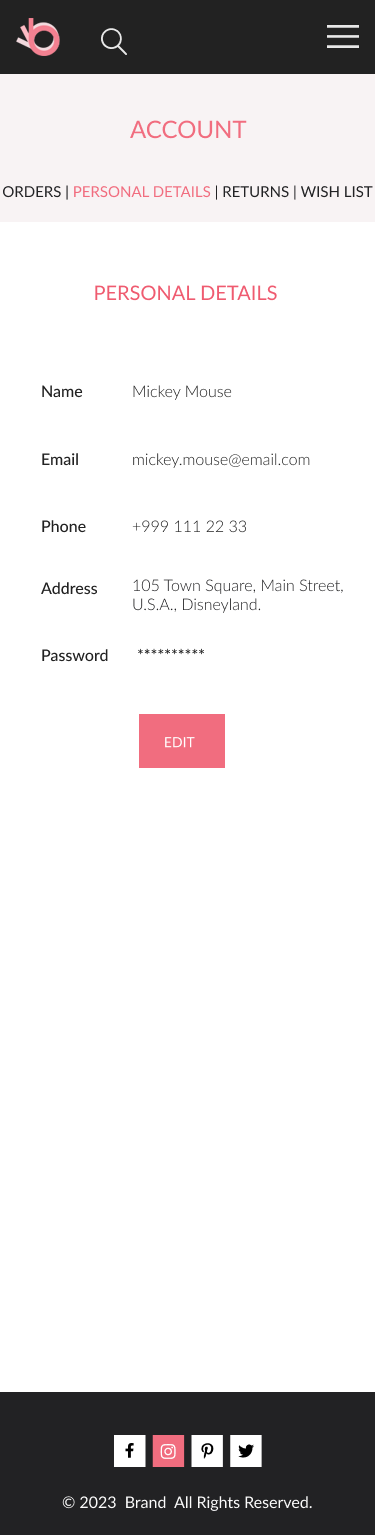 ACCOUNT
ORDERS | PERSONAL DETAILS | RETURNS | WISH LIST
PERSONAL DETAILS
Name Mickey Mouse
Email mickey.mouse@email.com
Phone +999 111 22 33
Address 105 Town Square, Main Street,
U.S.A., Disneyland.
Password **********
EDIT
© 2023 Brand All Rights Reserved.